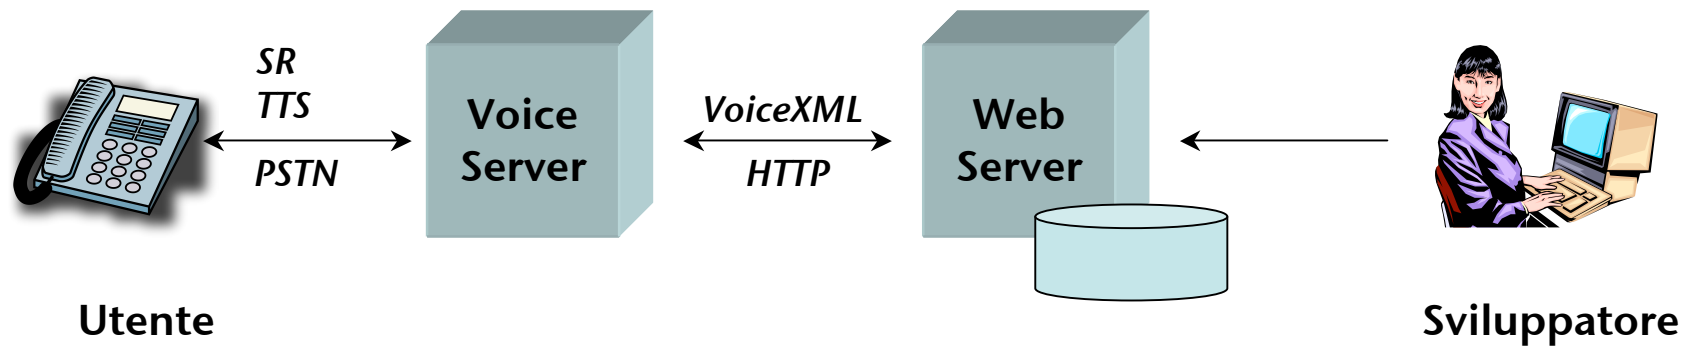 SR
TTS
PSTN
Voice
Server
VoiceXML
HTTP
Web
Server
Utente
Sviluppatore